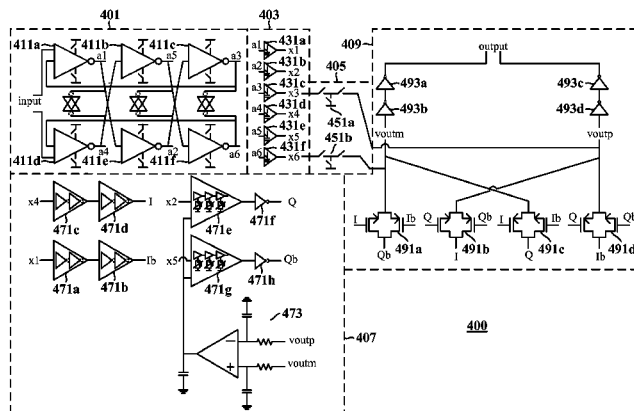 401
403
409
405
411a
411b
411c
a1
a5
a3
input
411d
411e
411f
a4
a2
a6
a1
431a
x1
a2
431b
x2
a3
431c
x3
a4
431d
x4
a5
431e
x5
a6
431f
x6
451a
451b
output
493a
493c
493b
493d
voutm
voutp
I
Ib
Q
Qb
Q
Ib
Q
Qb
491a
491b
491c
491d
Qb
I
Q
Ib
x4
I
471c
471d
x1
Ib
471a
471b
x2
Q
471e
471f
x5
Qb
471g
471h
473
voutp
voutm
−
+
407
400